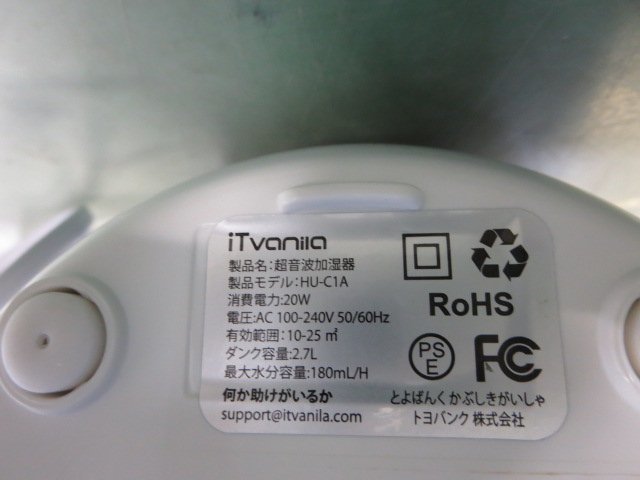 iTvanila
製品名：超音波加湿器
製品モデル：HU-C1A
消費電力：20W
電圧：AC 100-240V 50/60Hz
有効範囲：10-25 ㎡
ダンク容量：2.7L
最大水分容量：180mL/H
何か助けがいるか
support@itvanila.com
RoHS
PS
E
FC
とよばんく かぶしきがいしゃ
トヨバンク 株式会社